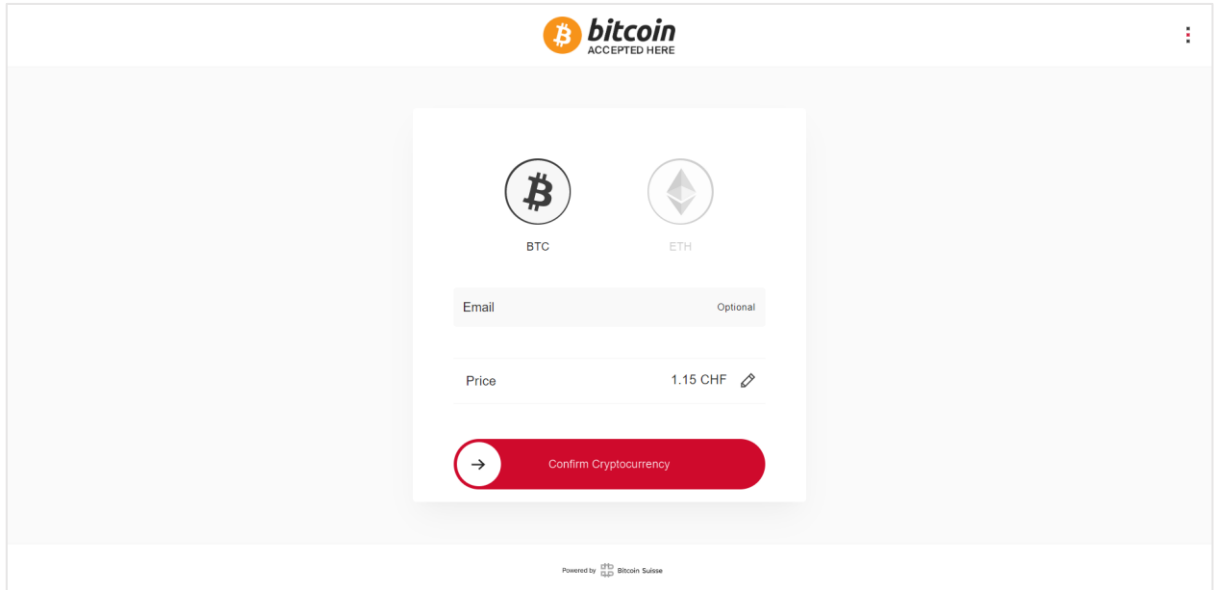 bitcoin
ACCEPTED HERE
BTC
ETH
Email Optional
Price 1.15 CHF
Confirm Cryptocurrency
Powered by Bitcoin Suisse